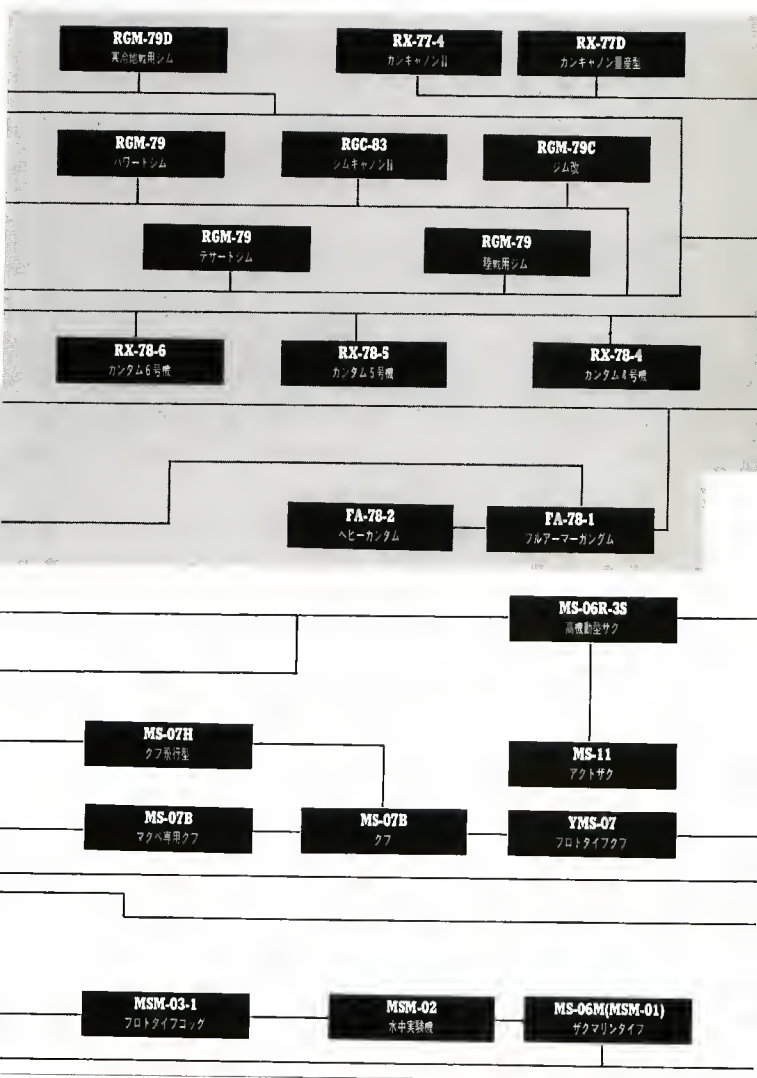 RGM-79D
寒冷地戦用ジム
RX-77-4
ガンキャノンII
RX-77D
ガンキャノン量産型
RGM-79
パワードジム
RGC-83
ジムキャノンII
RGM-79C
ジム改
RGM-79
デザートジム
RGM-79
陸戦用ジム
RX-78-6
ガンダム6号機
RX-78-5
ガンダム5号機
RX-78-4
ガンダム4号機
FA-78-2
ヘビーガンダム
FA-78-1
フルアーマーガンダム
MS-06R-3S
高機動型ザク
MS-07H
グフ飛行型
MS-11
アクトザク
MS-07B
マクベ専用グフ
MS-07B
グフ
YMS-07
プロトタイプグフ
MSM-03-1
プロトタイプゴッグ
MSM-02
水中実験機
MS-06M(MSM-01)
ザクマリンタイプ